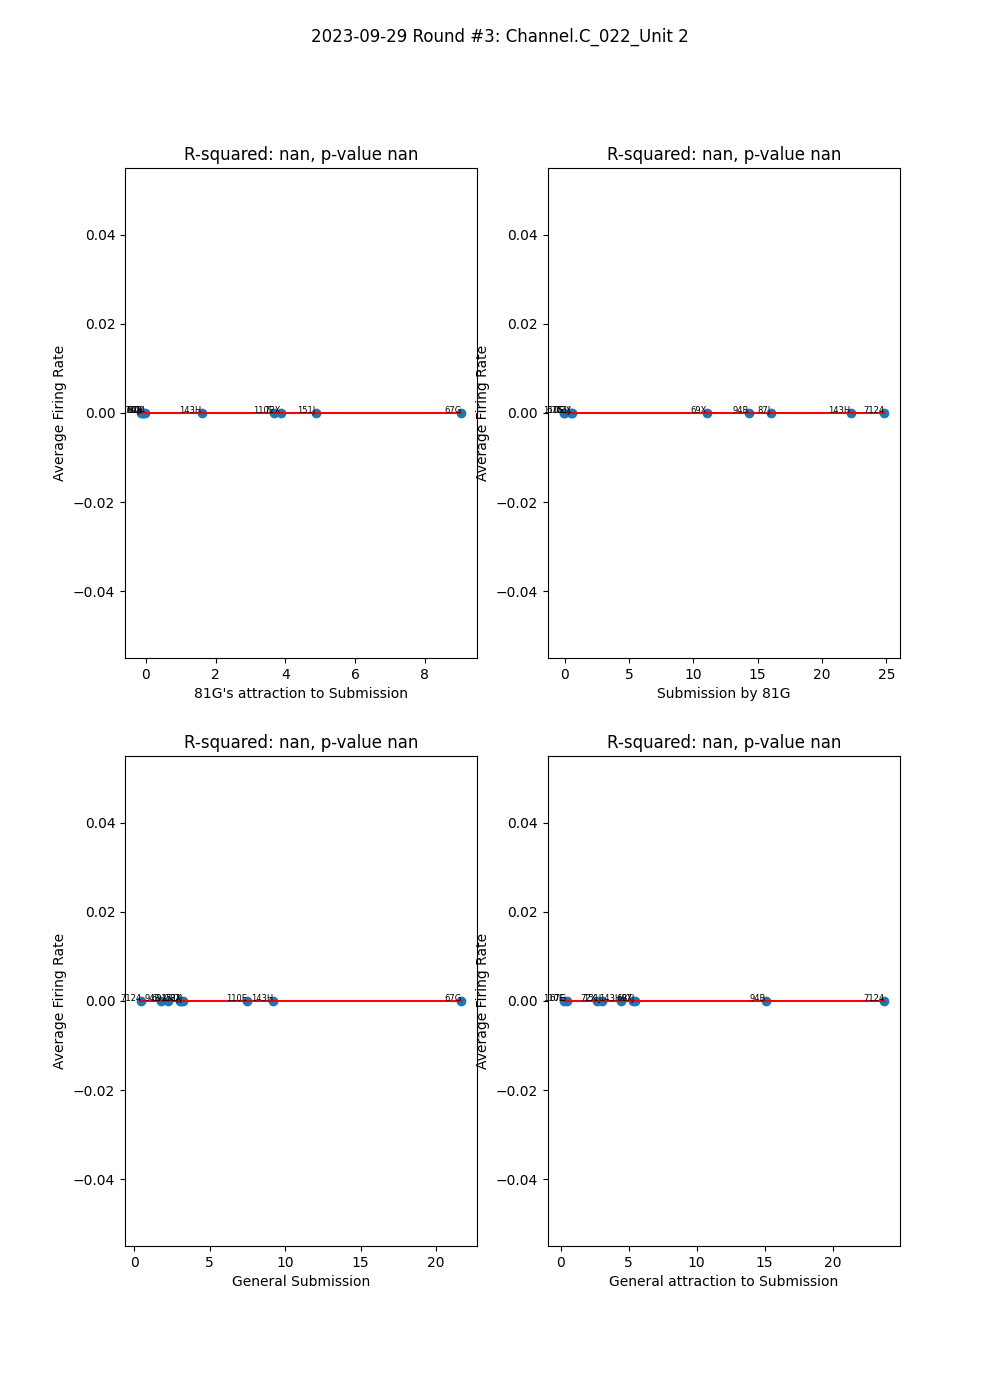 2023-09-29 Round #3: Channel.C_022_Unit 2
R-squared: nan, p-value nan
Average Firing Rate
0.04
0.02
0.00
−0.02
−0.04
143H 110E 72X 151J 67G
0 2 4 6 8
81G's attraction to Submission
R-squared: nan, p-value nan
Average Firing Rate
0.04
0.02
0.00
−0.02
−0.04
69X 94B 87J 143H 7124
0 5 10 15 20 25
Submission by 81G
R-squared: nan, p-value nan
Average Firing Rate
0.04
0.02
0.00
−0.02
−0.04
7124 110E 143H 67G
0 5 10 15 20
General Submission
R-squared: nan, p-value nan
Average Firing Rate
0.04
0.02
0.00
−0.02
−0.04
143H 94B 7124
0 5 10 15 20
General attraction to Submission